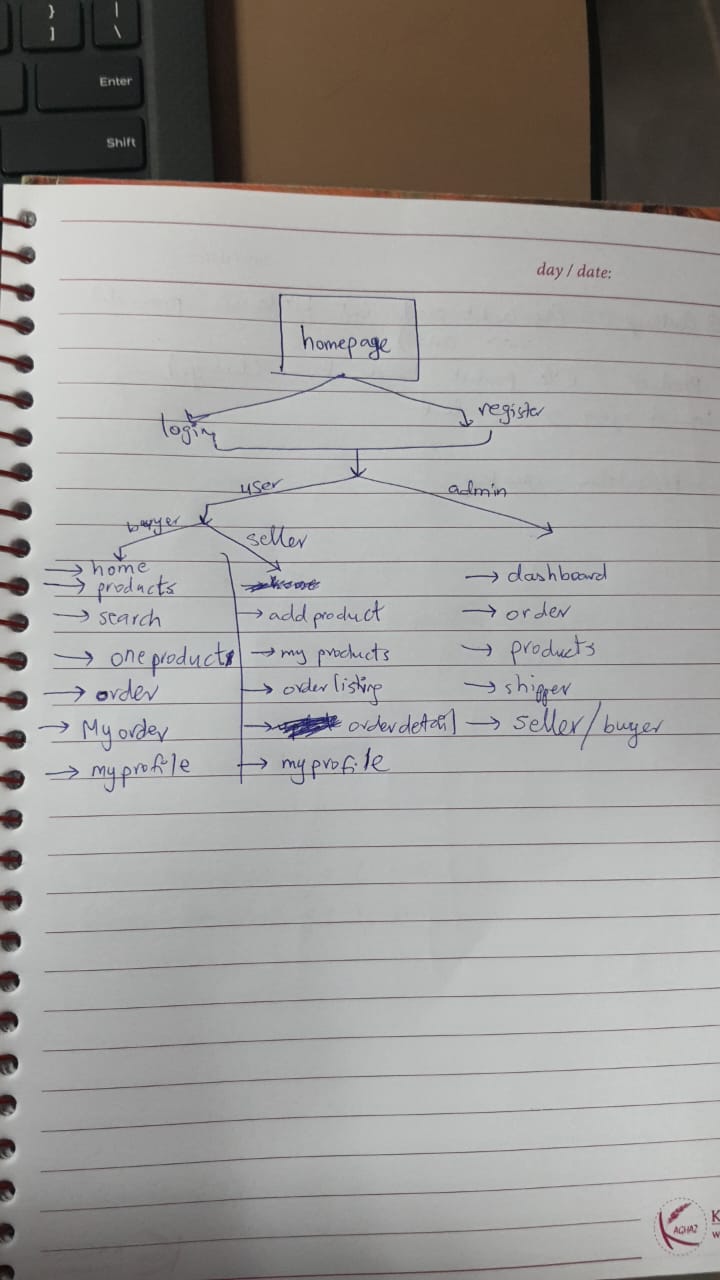 }
]
|
\
Enter
Shift
day / date:
homepage
login
register
user
admin
buyer
seller
→ home
→ products
→ search
→ one product
→ order
→ My order
→ my profile
→ add product
→ my products
→ order listing
→ order detail
→ my profile
→ dashboard
→ order
→ products
→ shipper
→ seller/buyer
KAGHAZ
K
w